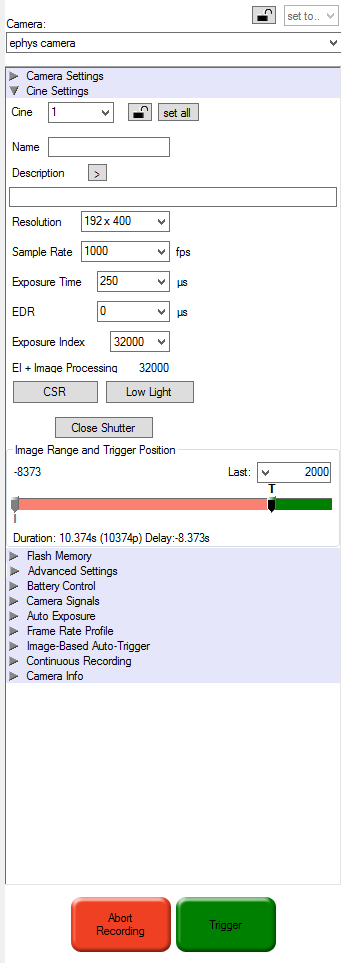 set to..
Camera:
ephys camera
Camera Settings
Cine Settings
Cine 1 set all
Name
Description >
Resolution 192 x 400
Sample Rate 1000 fps
Exposure Time 250 µs
EDR 0 µs
Exposure Index 32000
EI + Image Processing 32000
CSR Low Light
Close Shutter
Image Range and Trigger Position
-8373 Last: 2000
T
I
Duration: 10.374s (10374p) Delay:-8.373s
Flash Memory
Advanced Settings
Battery Control
Camera Signals
Auto Exposure
Frame Rate Profile
Image-Based Auto-Trigger
Continuous Recording
Camera Info
Abort
Recording
Trigger